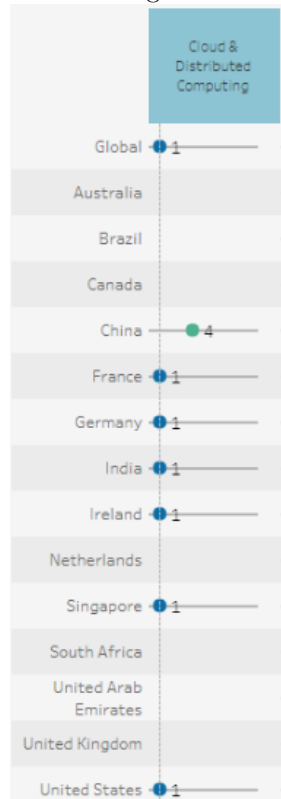 Cloud &
Distributed
Computing
Global 1
Australia
Brazil
Canada
China 4
France 1
Germany 1
India 1
Ireland 1
Netherlands
Singapore 1
South Africa
United Arab
Emirates
United Kingdom
United States 1